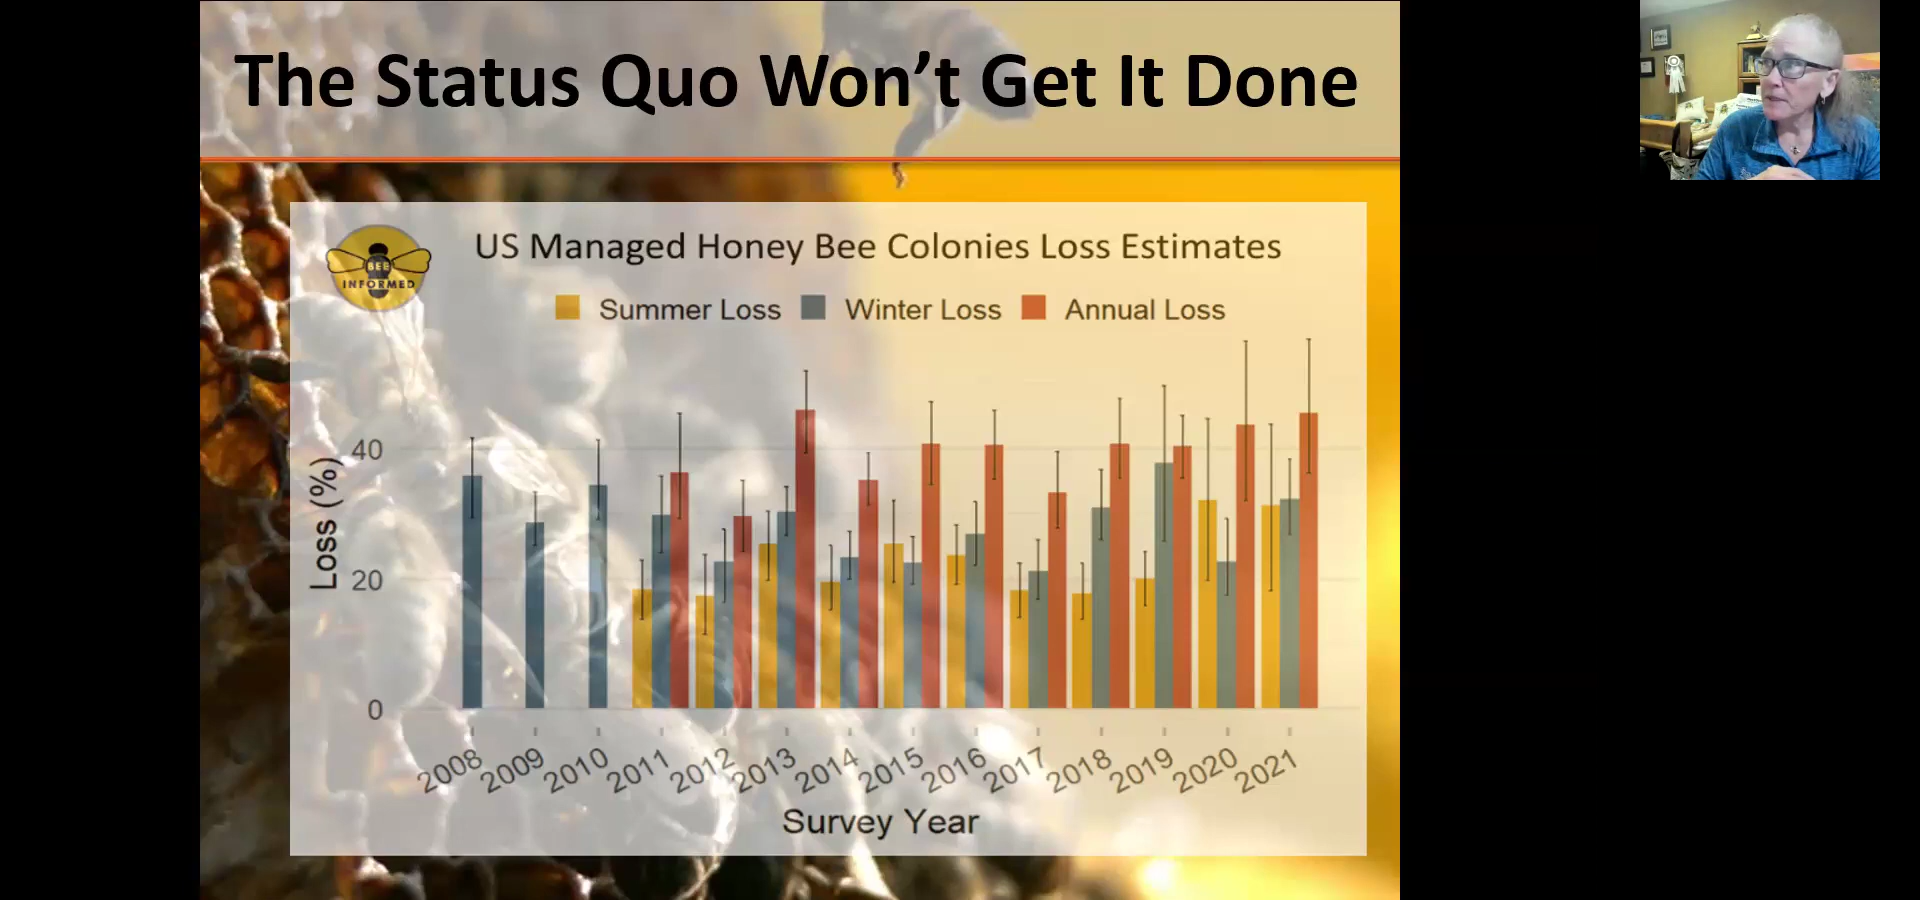 The Status Quo Won't Get It Done
BEE
INFORMED
US Managed Honey Bee Colonies Loss Estimates
Summer Loss Winter Loss Annual Loss
Loss (%)
40
20
0
2008 2009 2010 2011 2012 2013 2014 2015 2016 2017 2018 2019 2020 2021
Survey Year